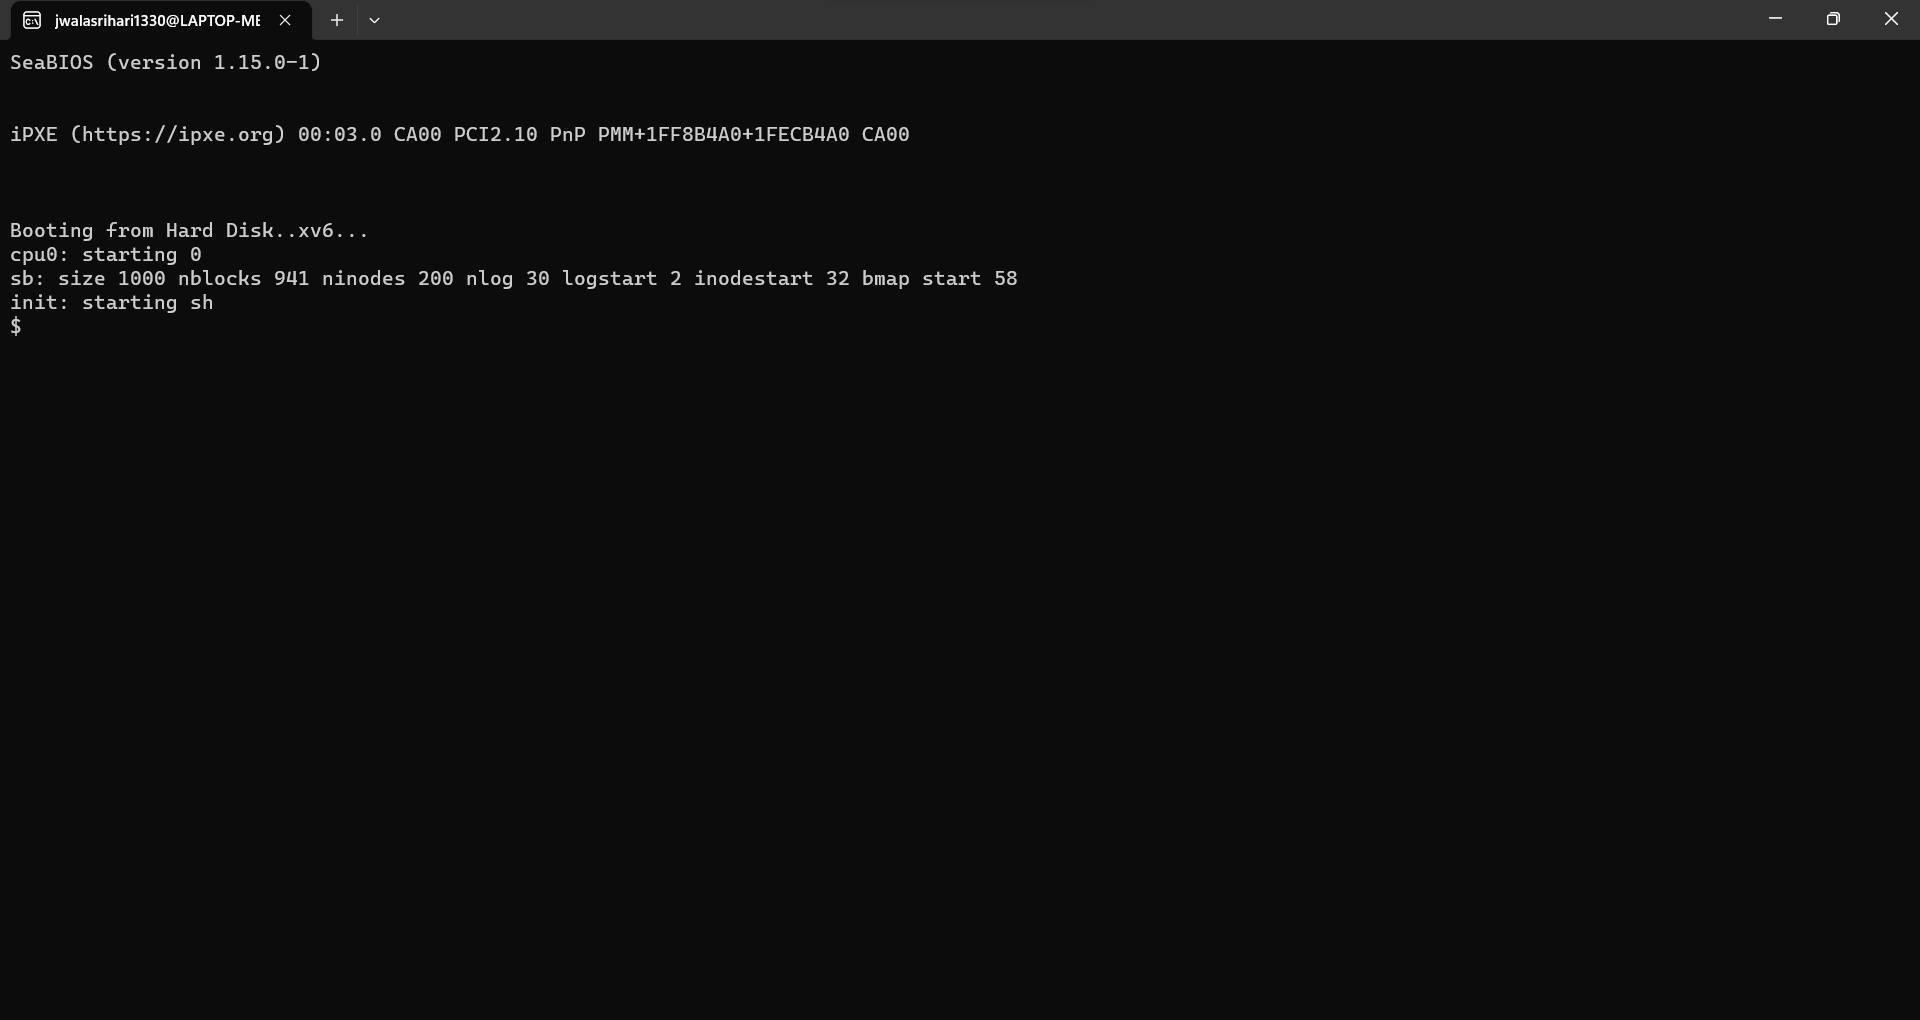 jwalasrihari1330@LAPTOP-ME
SeaBIOS (version 1.15.0-1)
iPXE (https://ipxe.org) 00:03.0 CA00 PCI2.10 PnP PMM+1FF8B4A0+1FECB4A0 CA00
Booting from Hard Disk..xv6...
cpu0: starting 0
sb: size 1000 nblocks 941 ninodes 200 nlog 30 logstart 2 inodestart 32 bmap start 58
init: starting sh
$